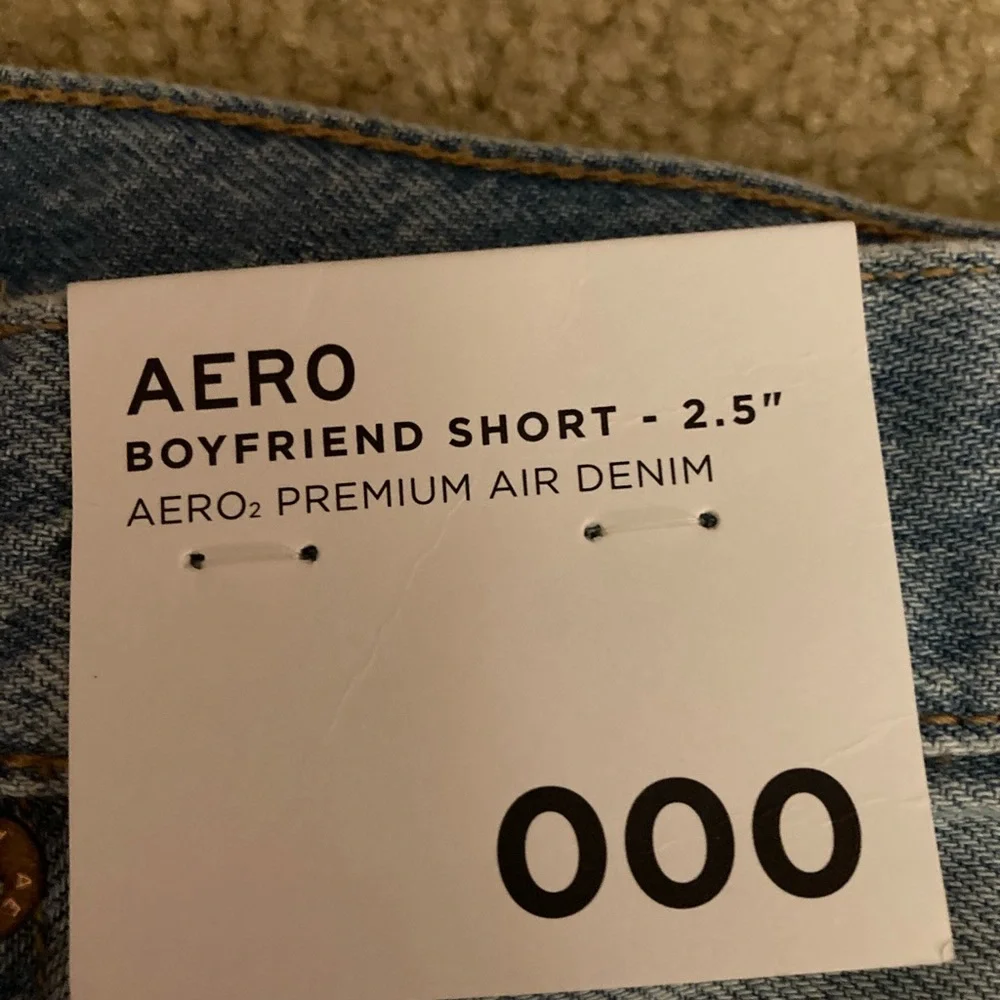 AERO
BOYFRIEND SHORT - 2.5"
AERO₂ PREMIUM AIR DENIM
000